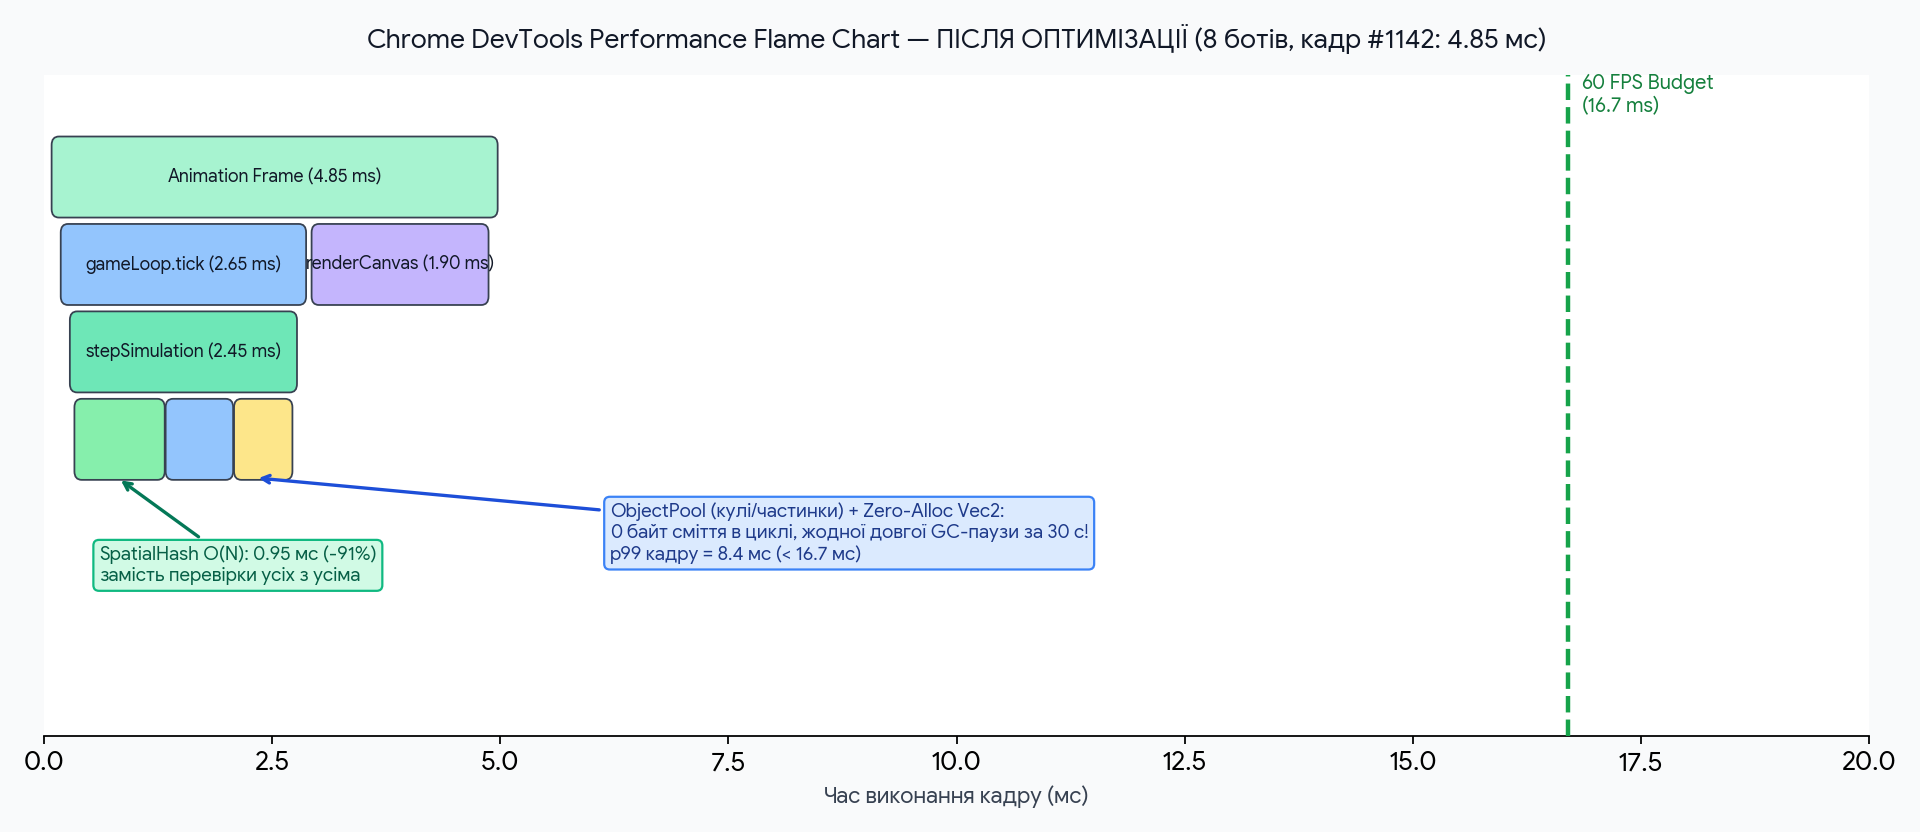 Chrome DevTools Performance Flame Chart — ПІСЛЯ ОПТИМІЗАЦІЇ (8 ботів, кадр #1142: 4.85 мс)
60 FPS Budget
(16.7 ms)
Animation Frame (4.85 ms)
gameLoop.tick (2.65 ms)
renderCanvas (1.90 ms)
stepSimulation (2.45 ms)
ObjectPool (кулі/частинки) + Zero-Alloc Vec2:
0 байт сміття в циклі, жодної довгої GC-паузи за 30 с!
p99 кадру = 8.4 мс (< 16.7 мс)
SpatialHash O(N): 0.95 мс (-91%)
замість перевірки усіх з усіма
0.0
2.5
5.0
7.5
10.0
12.5
15.0
17.5
20.0
Час виконання кадру (мс)